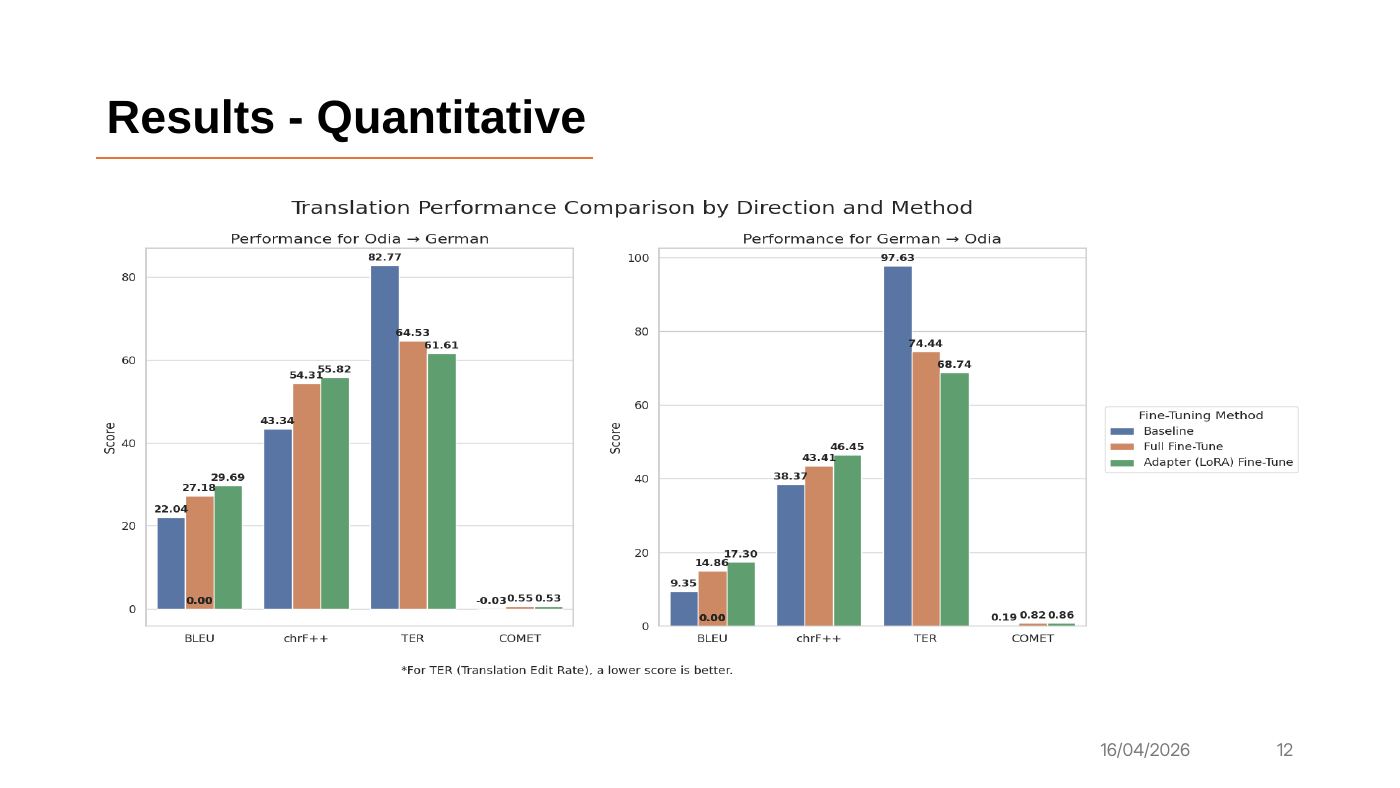 Results - Quantitative
Translation Performance Comparison by Direction and Method
Performance for Odia → German
82.77
80
64.53
61.61
60
54.31
55.82
43.34
40
Score
29.69
27.18
22.04
20
0.00
-0.03
0.55
0.53
0
BLEU
chrF++
TER
COMET
Performance for German → Odia
100
97.63
80
74.44
68.74
60
46.45
43.41
38.37
40
Score
20
17.30
14.86
9.35
0.00
0.19
0.82
0.86
0
BLEU
chrF++
TER
COMET
Fine-Tuning Method
Baseline
Full Fine-Tune
Adapter (LoRA) Fine-Tune
*For TER (Translation Edit Rate), a lower score is better.
16/04/2026
12